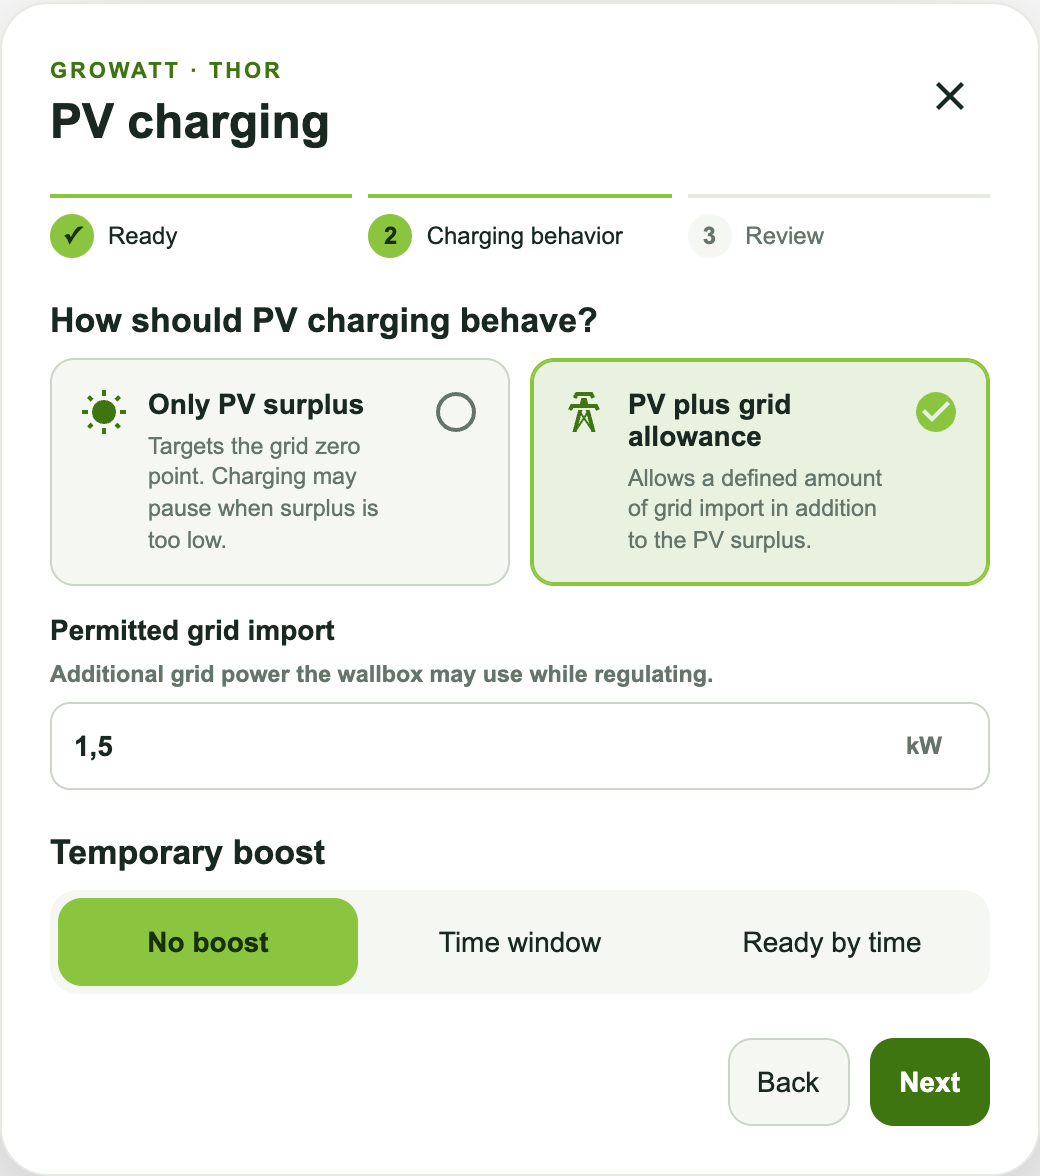 GROWATT · THOR
PV charging
✓ Ready
2 Charging behavior
3 Review
How should PV charging behave?
Only PV surplus
Targets the grid zero
point. Charging may
pause when surplus is
too low.
PV plus grid
allowance
Allows a defined amount
of grid import in addition
to the PV surplus.
Permitted grid import
Additional grid power the wallbox may use while regulating.
1,5 kW
Temporary boost
No boost Time window Ready by time
Back Next